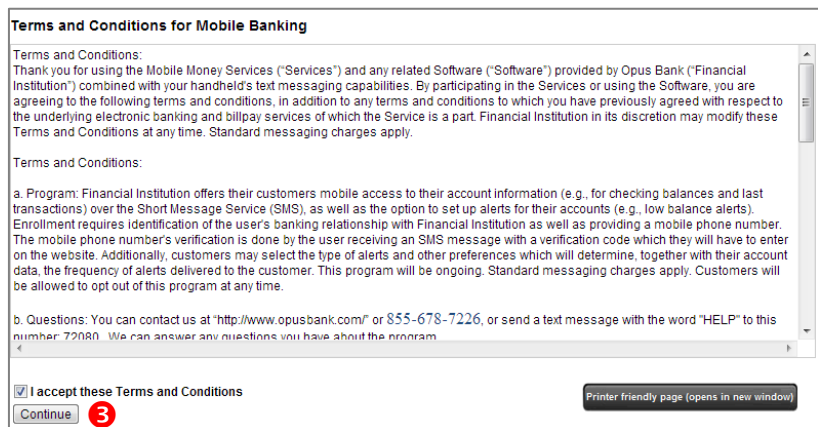 Terms and Conditions for Mobile Banking
Terms and Conditions:
Thank you for using the Mobile Money Services (“Services”) and any related Software (“Software”) provided by Opus Bank (“Financial
Institution”) combined with your handheld's text messaging capabilities. By participating in the Services or using the Software, you are
agreeing to the following terms and conditions, in addition to any terms and conditions to which you have previously agreed with respect to
the underlying electronic banking and billpay services of which the Service is a part. Financial Institution in its discretion may modify these
Terms and Conditions at any time. Standard messaging charges apply.
Terms and Conditions:
a. Program: Financial Institution offers their customers mobile access to their account information (e.g., for checking balances and last
transactions) over the Short Message Service (SMS), as well as the option to set up alerts for their accounts (e.g., low balance alerts).
Enrollment requires identification of the user's banking relationship with Financial Institution as well as providing a mobile phone number.
The mobile phone number's verification is done by the user receiving an SMS message with a verification code which they will have to enter
on the website. Additionally, customers may select the type of alerts and other preferences which will determine, together with their account
data, the frequency of alerts delivered to the customer. This program will be ongoing. Standard messaging charges apply. Customers will
be allowed to opt out of this program at any time.
b. Questions: You can contact us at “http://www.opusbank.com/” or 855-678-7226, or send a text message with the word "HELP" to this
number: 72080. We can answer any questions you have about the program.
I accept these Terms and Conditions
Printer friendly page (opens in new window)
Continue 3